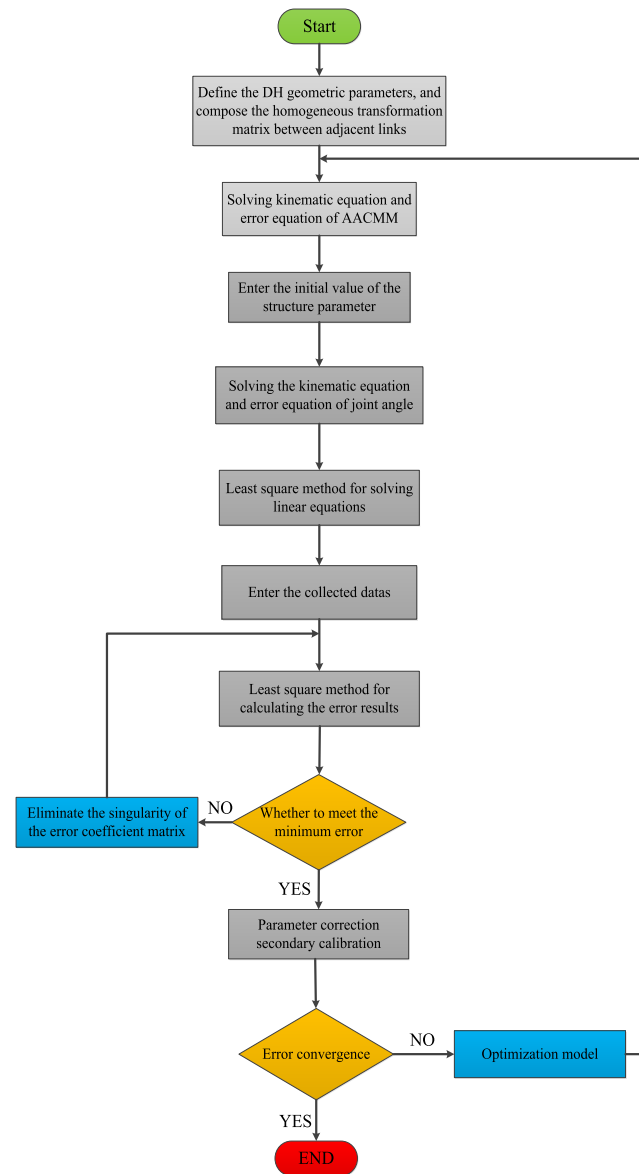 Start
Define the DH geometric parameters, and
compose the homogeneous transformation
matrix between adjacent links
Solving kinematic equation and
error equation of AACMM
Enter the initial value of the
structure parameter
Solving the kinematic equation
and error equation of joint angle
Least square method for solving
linear equations
Enter the collected datas
Least square method for
calculating the error results
Eliminate the singularity of
the error coefficient matrix
NO
Whether to meet the
minimum error
YES
Parameter correction
secondary calibration
Error convergence
NO
Optimization model
YES
END